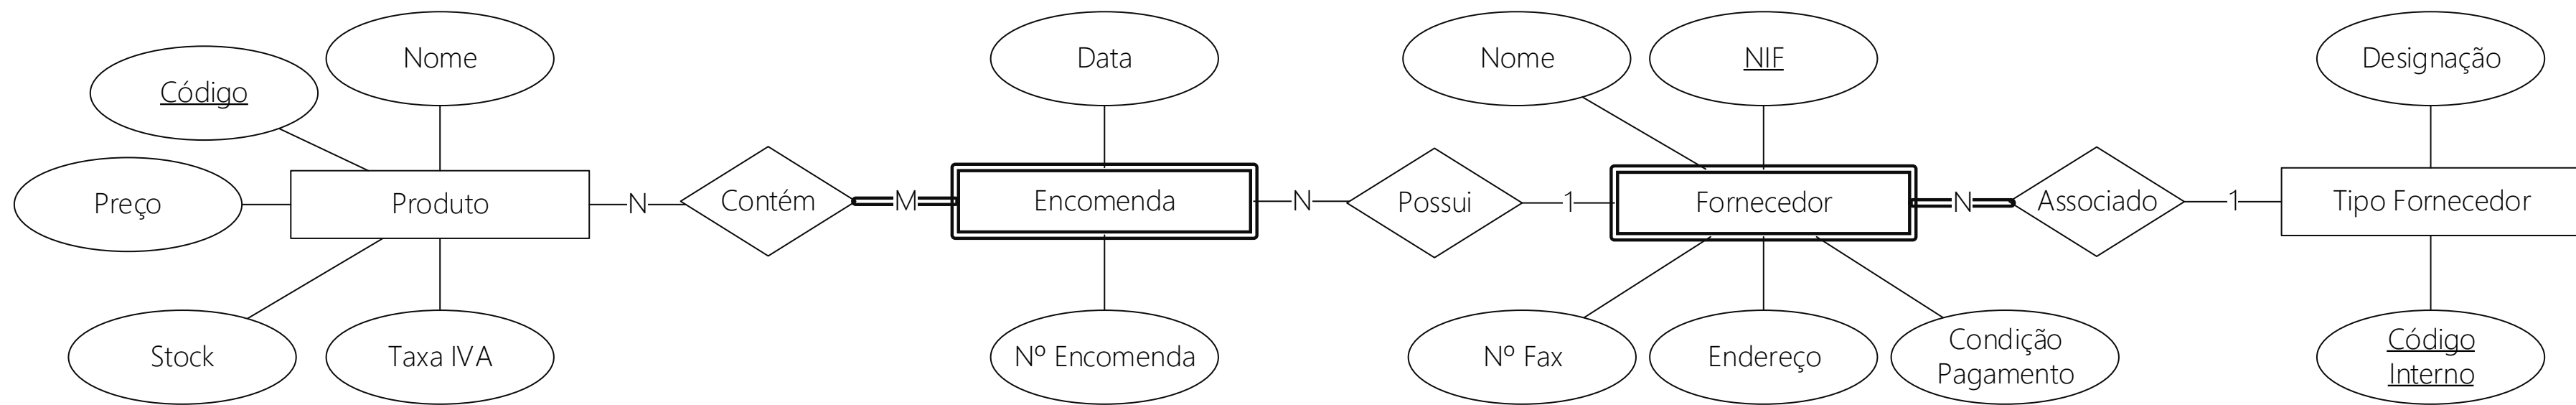 Nome
Data
Nome
NIF
Designação
Código
Preço
Produto
N
Contém
M
Encomenda
N
Possui
1
Fornecedor
N
Associado
1
Tipo Fornecedor
Stock
Taxa IVA
Nº Encomenda
Nº Fax
Endereço
Condição
Pagamento
Código
Interno